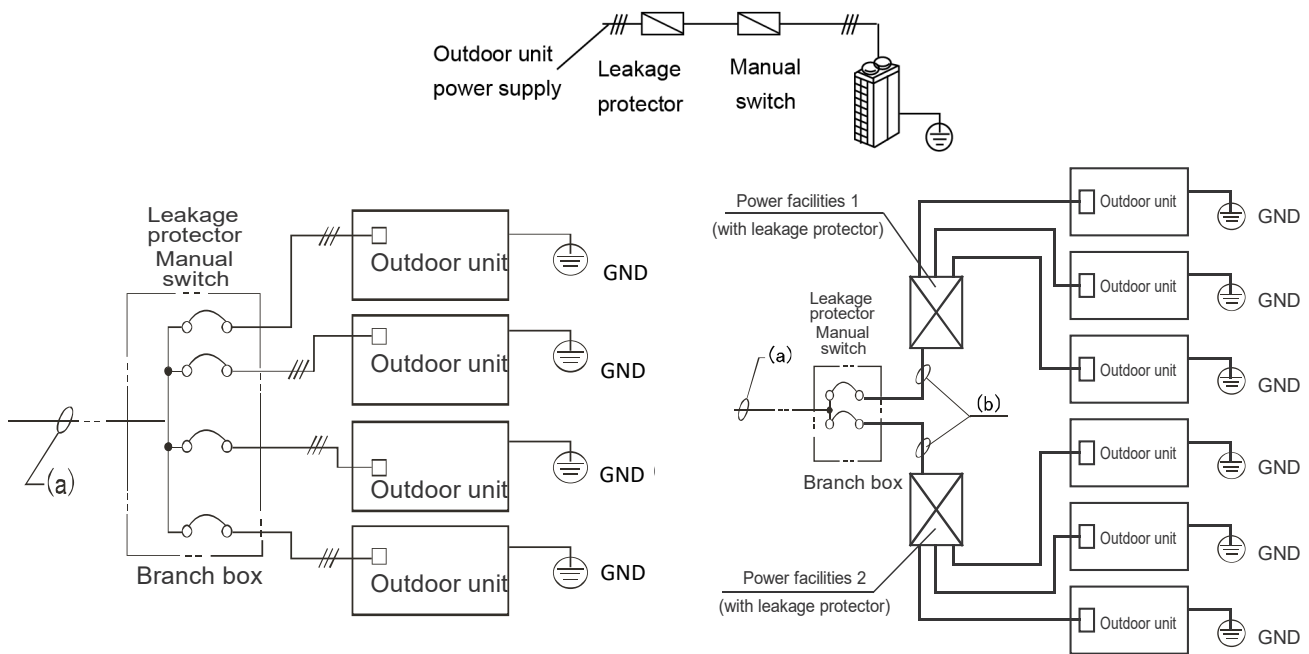 Outdoor unit
power supply
Leakage
protector
Manual
switch
Leakage
protector
Manual
switch
Outdoor unit
GND
Outdoor unit
GND
(a)
Outdoor unit
GND
Outdoor unit
GND
Branch box
Power facilities 1
(with leakage protector)
Outdoor unit
GND
Outdoor unit
GND
Leakage
protector
Manual
switch
Outdoor unit
GND
(a)
(b)
Branch box
Outdoor unit
GND
Outdoor unit
GND
Power facilities 2
(with leakage protector)
Outdoor unit
GND